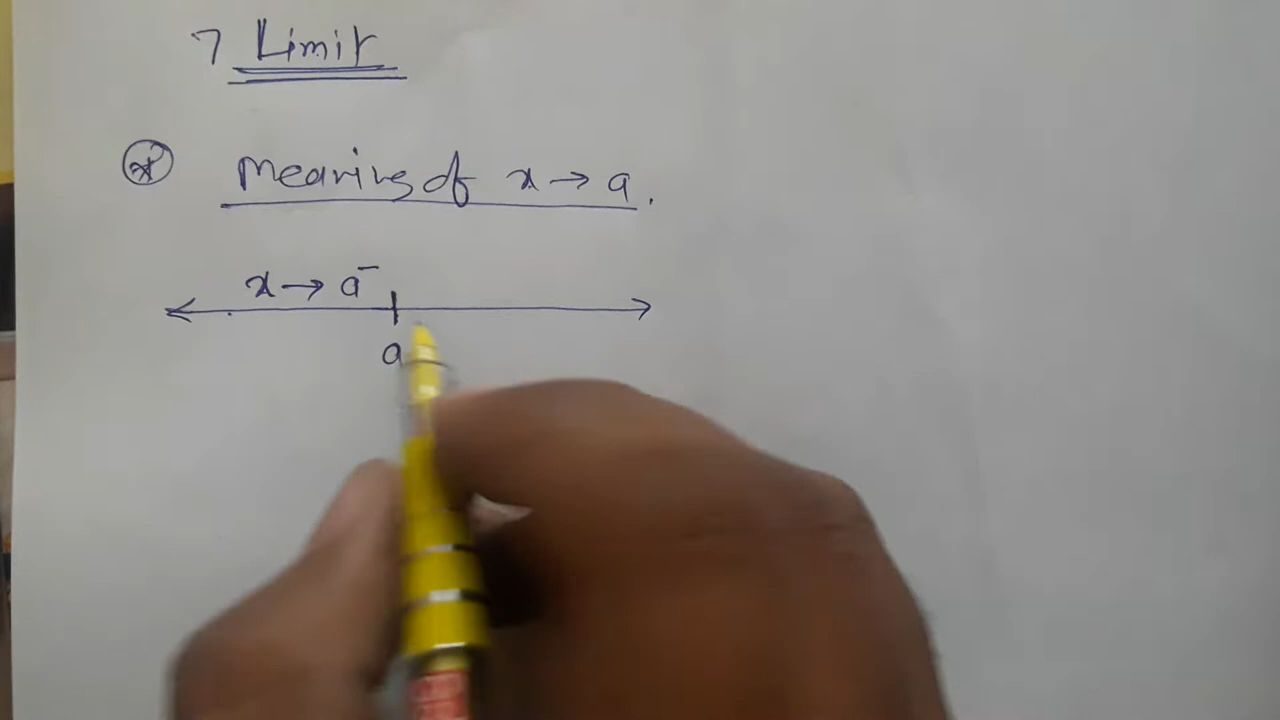 7 Limit
* Meaning of x → a.
x → a⁻
a